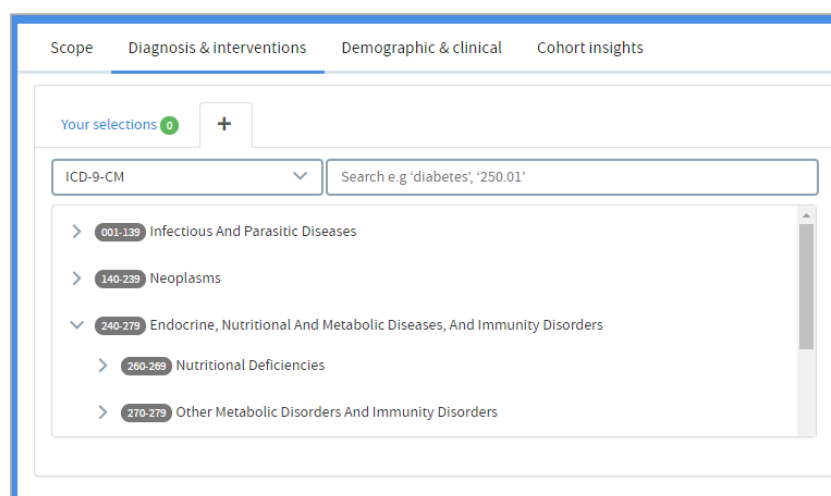 Scope Diagnosis & interventions Demographic & clinical Cohort insights
Your selections 0 +
ICD-9-CM Search e.g ‘diabetes’, ‘250.01’
001-139 Infectious And Parasitic Diseases
140-239 Neoplasms
240-279 Endocrine, Nutritional And Metabolic Diseases, And Immunity Disorders
260-269 Nutritional Deficiencies
270-279 Other Metabolic Disorders And Immunity Disorders